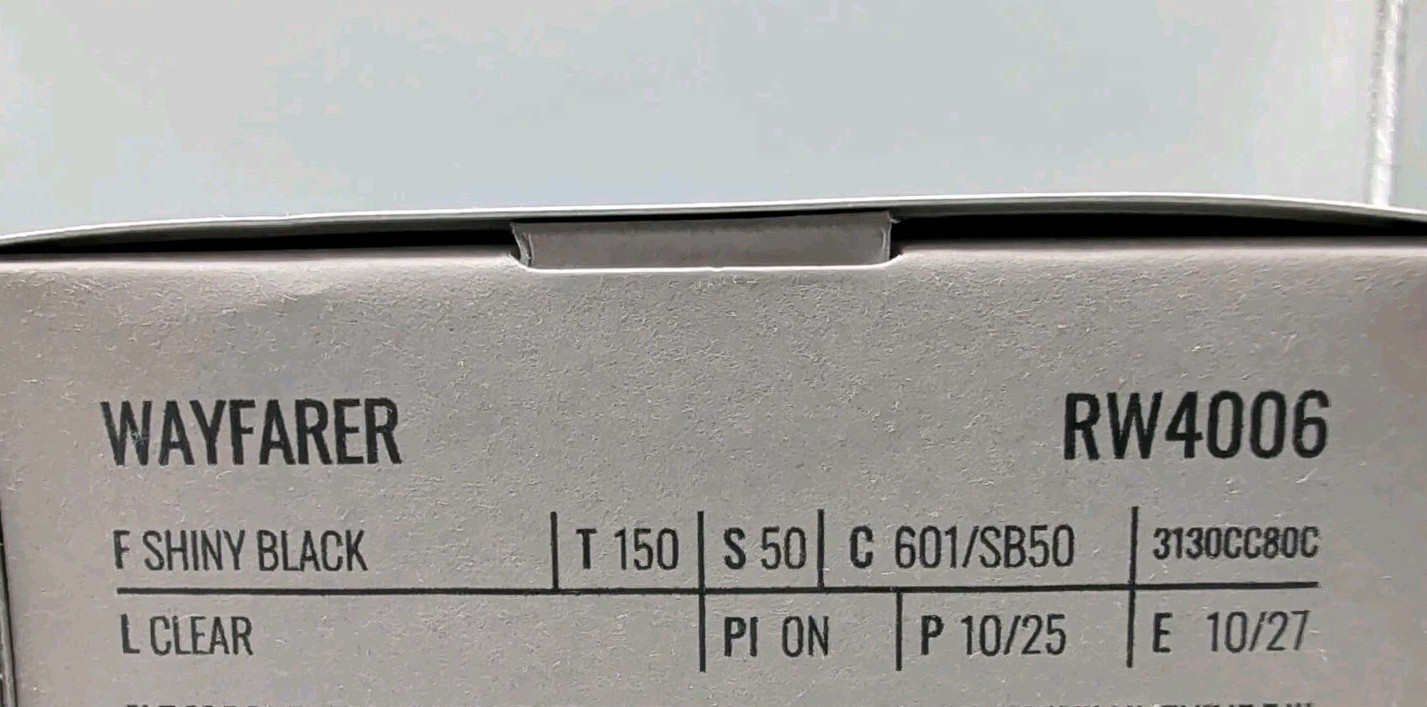 WAYFARER RW4006
F SHINY BLACK T 150 S 50 C 601/SB50 3130CC80C
L CLEAR PI ON P 10/25 E 10/27